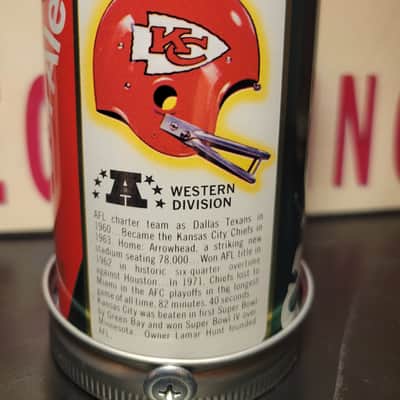 KC
A WESTERN
DIVISION
AFL charter team as Dallas Texans in
1960... Became the Kansas City Chiefs in
1963. Home: Arrowhead, a striking new
stadium seating 78,000... Won AFL title in
1962 in historic six-quarter overtime
against Houston... In 1971, Chiefs lost to
Miami in the AFC playoffs in the longest
game of all time, 82 minutes, 40 seconds.
Kansas City was beaten in first Super Bowl
by Green Bay and won Super Bowl IV over
Minnesota. Owner Lamar Hunt founded
AFL.
N